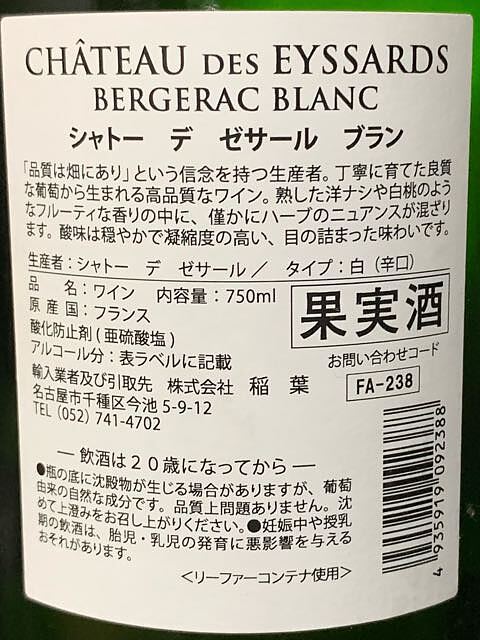 CHÂTEAU DES EYSSARDS
BERGERAC BLANC
シャトー デ ゼサール ブラン
「品質は畑にあり」という信念を持つ生産者。丁寧に育てた良質
な葡萄から生まれる高品質なワイン。熟した洋ナシや白桃のよう
なフルーティな香りの中に、僅かにハーブのニュアンスが混ざり
ます。酸味は穏やかで凝縮度の高い、目の詰まった味わいです。
生産者：シャトー デ ゼサール／ タイプ：白（辛口）
品 名：ワイン 内容量：750ml
原産国：フランス
酸化防止剤(亜硫酸塩)
アルコール分：表ラベルに記載
果実酒
お問い合わせコード
FA-238
輸入業者及び引取先 株式会社 稲葉
名古屋市千種区今池 5-9-12
TEL (052) 741-4702
― 飲酒は20歳になってから ―
●瓶の底に沈殿物が生じる場合がありますが、葡萄
由来の自然な成分です。品質上問題ありません。沈
めて上澄みをお召し上がりください。●妊娠中や授乳
期の飲酒は、胎児・乳児の発育に悪影響を与える
おそれがあります。
＜リーファーコンテナ使用＞
4 935919 092388